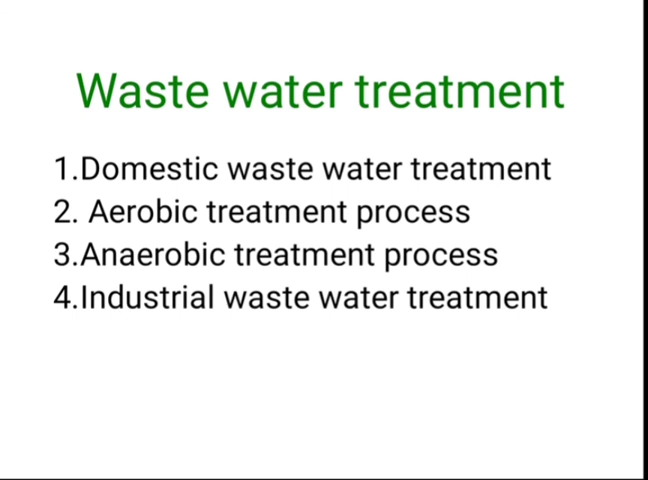 Waste water treatment
1.Domestic waste water treatment
2. Aerobic treatment process
3.Anaerobic treatment process
4.Industrial waste water treatment